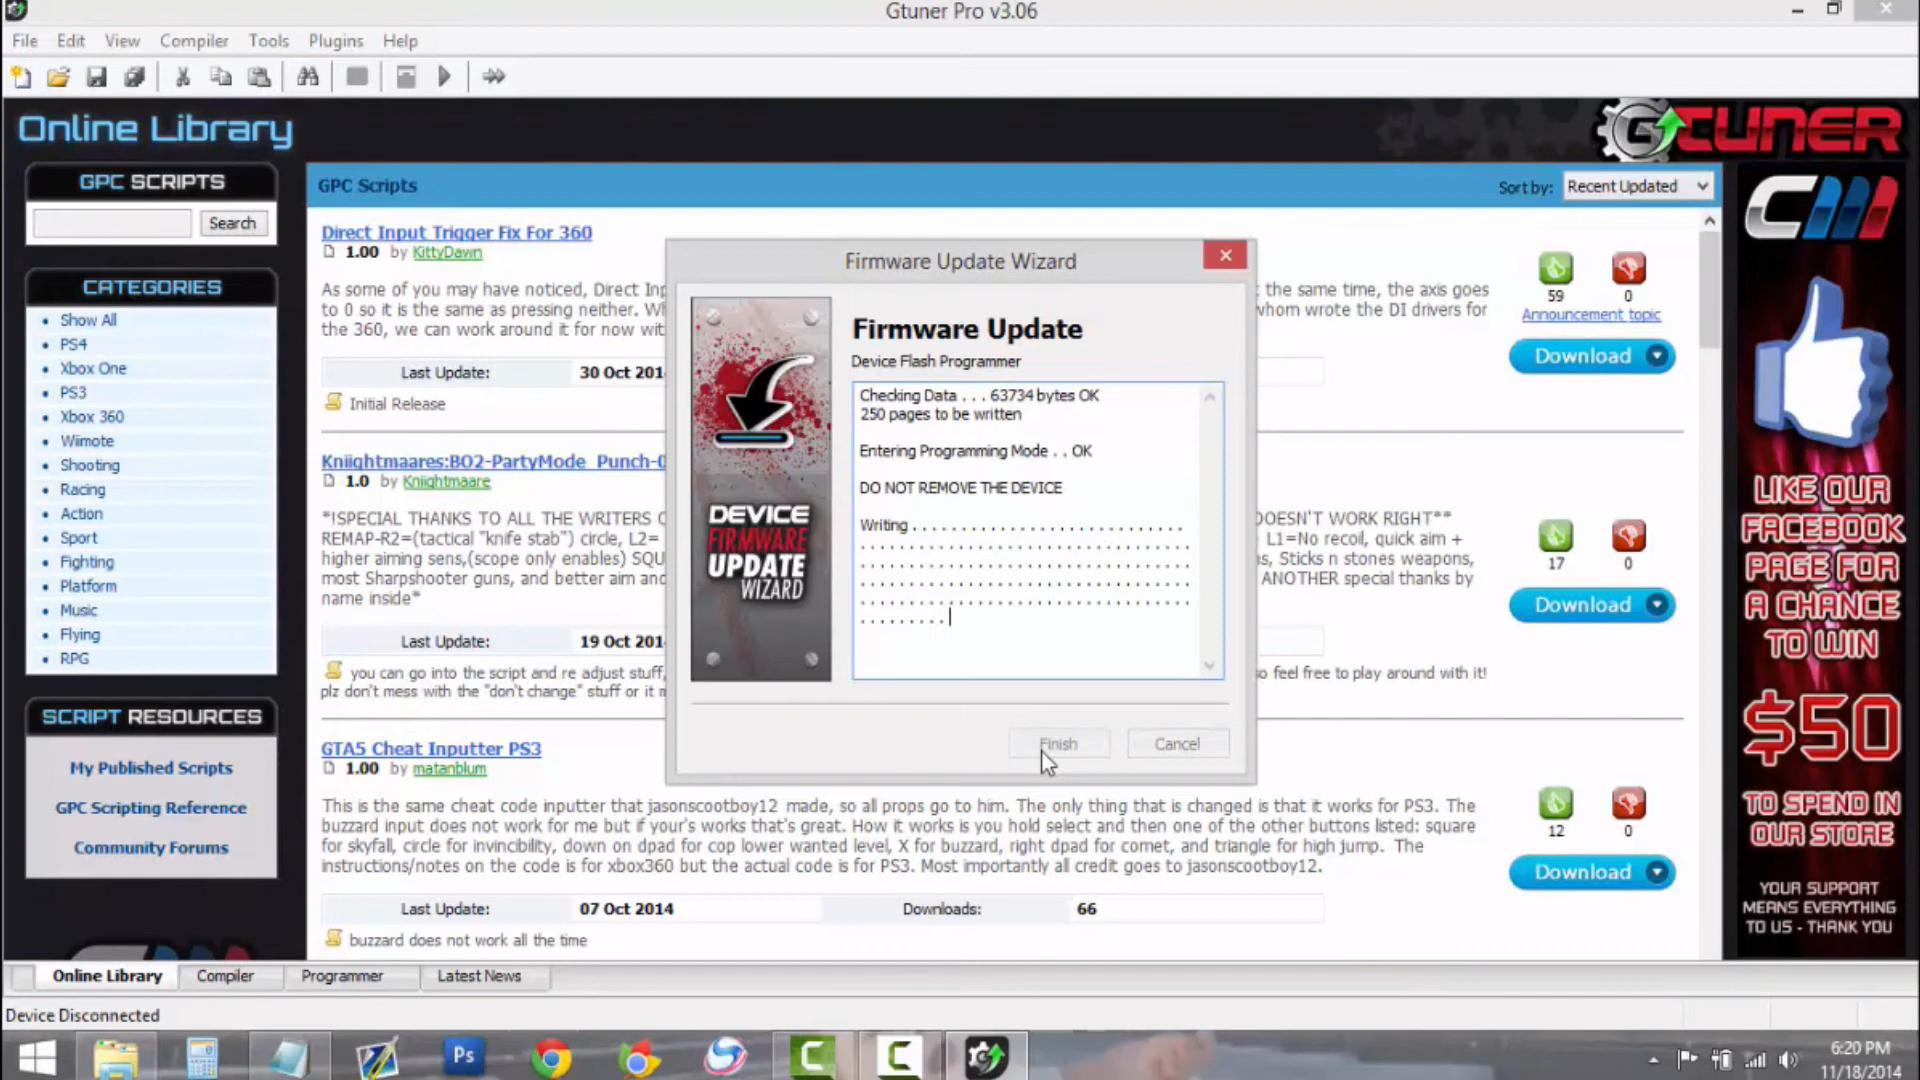 Gtuner Pro v3.06
File Edit View Compiler Tools Plugins Help
Online Library
GTUNER
GPC SCRIPTS
Search
CATEGORIES
Show All
PS4
Xbox One
PS3
Xbox 360
Wiimote
Shooting
Racing
Action
Sport
Fighting
Platform
Music
Flying
RPG
SCRIPT RESOURCES
My Published Scripts
GPC Scripting Reference
Community Forums
GPC Scripts
Sort by: Recent Updated
Direct Input Trigger Fix For 360
1.00 by KittyDawn
As some of you may have noticed, Direct Inp
t the same time, the axis goes
to 0 so it is the same as pressing neither. Wh
whom wrote the DI drivers for
the 360, we can work around it for now wit
59 0
Announcement topic
Download
Last Update: 30 Oct 201
Initial Release
Kniightmaares:BO2-PartyMode Punch-0
1.0 by Kniightmaare
*!SPECIAL THANKS TO ALL THE WRITERS O
DOESN'T WORK RIGHT**
REMAP-R2=(tactical "knife stab") circle, L2=
L1=No recoil, quick aim +
higher aiming sens,(scope only enables) SQU
ns, Sticks n stones weapons,
most Sharpshooter guns, and better aim and
ANOTHER special thanks by
name inside*
17 0
Download
Last Update: 19 Oct 201
you can go into the script and re adjust stuff,
so feel free to play around with it!
plz don't mess with the "don't change" stuff or it m
GTA5 Cheat Inputter PS3
1.00 by matanblum
This is the same cheat code inputter that jasonscootboy12 made, so all props go to him. The only thing that is changed is that it works for PS3. The
buzzard input does not work for me but if your's works that's great. How it works is you hold select and then one of the other buttons listed: square
for skyfall, circle for invincibility, down on dpad for cop lower wanted level, X for buzzard, right dpad for comet, and triangle for high jump. The
instructions/notes on the code is for xbox360 but the actual code is for PS3. Most importantly all credit goes to jasonscootboy12.
12 0
Download
Last Update: 07 Oct 2014 Downloads: 66
buzzard does not work all the time
Firmware Update Wizard
DEVICE
FIRMWARE
UPDATE
WIZARD
Firmware Update
Device Flash Programmer
Checking Data . . . 63734 bytes OK
250 pages to be written
Entering Programming Mode . . OK
DO NOT REMOVE THE DEVICE
Writing . . . . . . . . . . . . . . . . . . . . . . . . . . . .
. . . . . . . . . . . . . . . . . . . . . . . . . . . . . . . . . .
. . . . . . . . . . . . . . . . . . . . . . . . . . . . . . . . . .
. . . . . . . . . . . . . . . . . . . . . . . . . . . . . . . . . .
. . . . . . . . . . . . . . . . . . . . . . . . . . . . . . . . . .
. . . . . . . . .
Finish Cancel
CM
LIKE OUR
FACEBOOK
PAGE FOR
A CHANCE
TO WIN
$50
TO SPEND IN
OUR STORE
YOUR SUPPORT
MEANS EVERYTHING
TO US - THANK YOU
Online Library Compiler Programmer Latest News
Device Disconnected
Ps
6:20 PM
11/18/2014